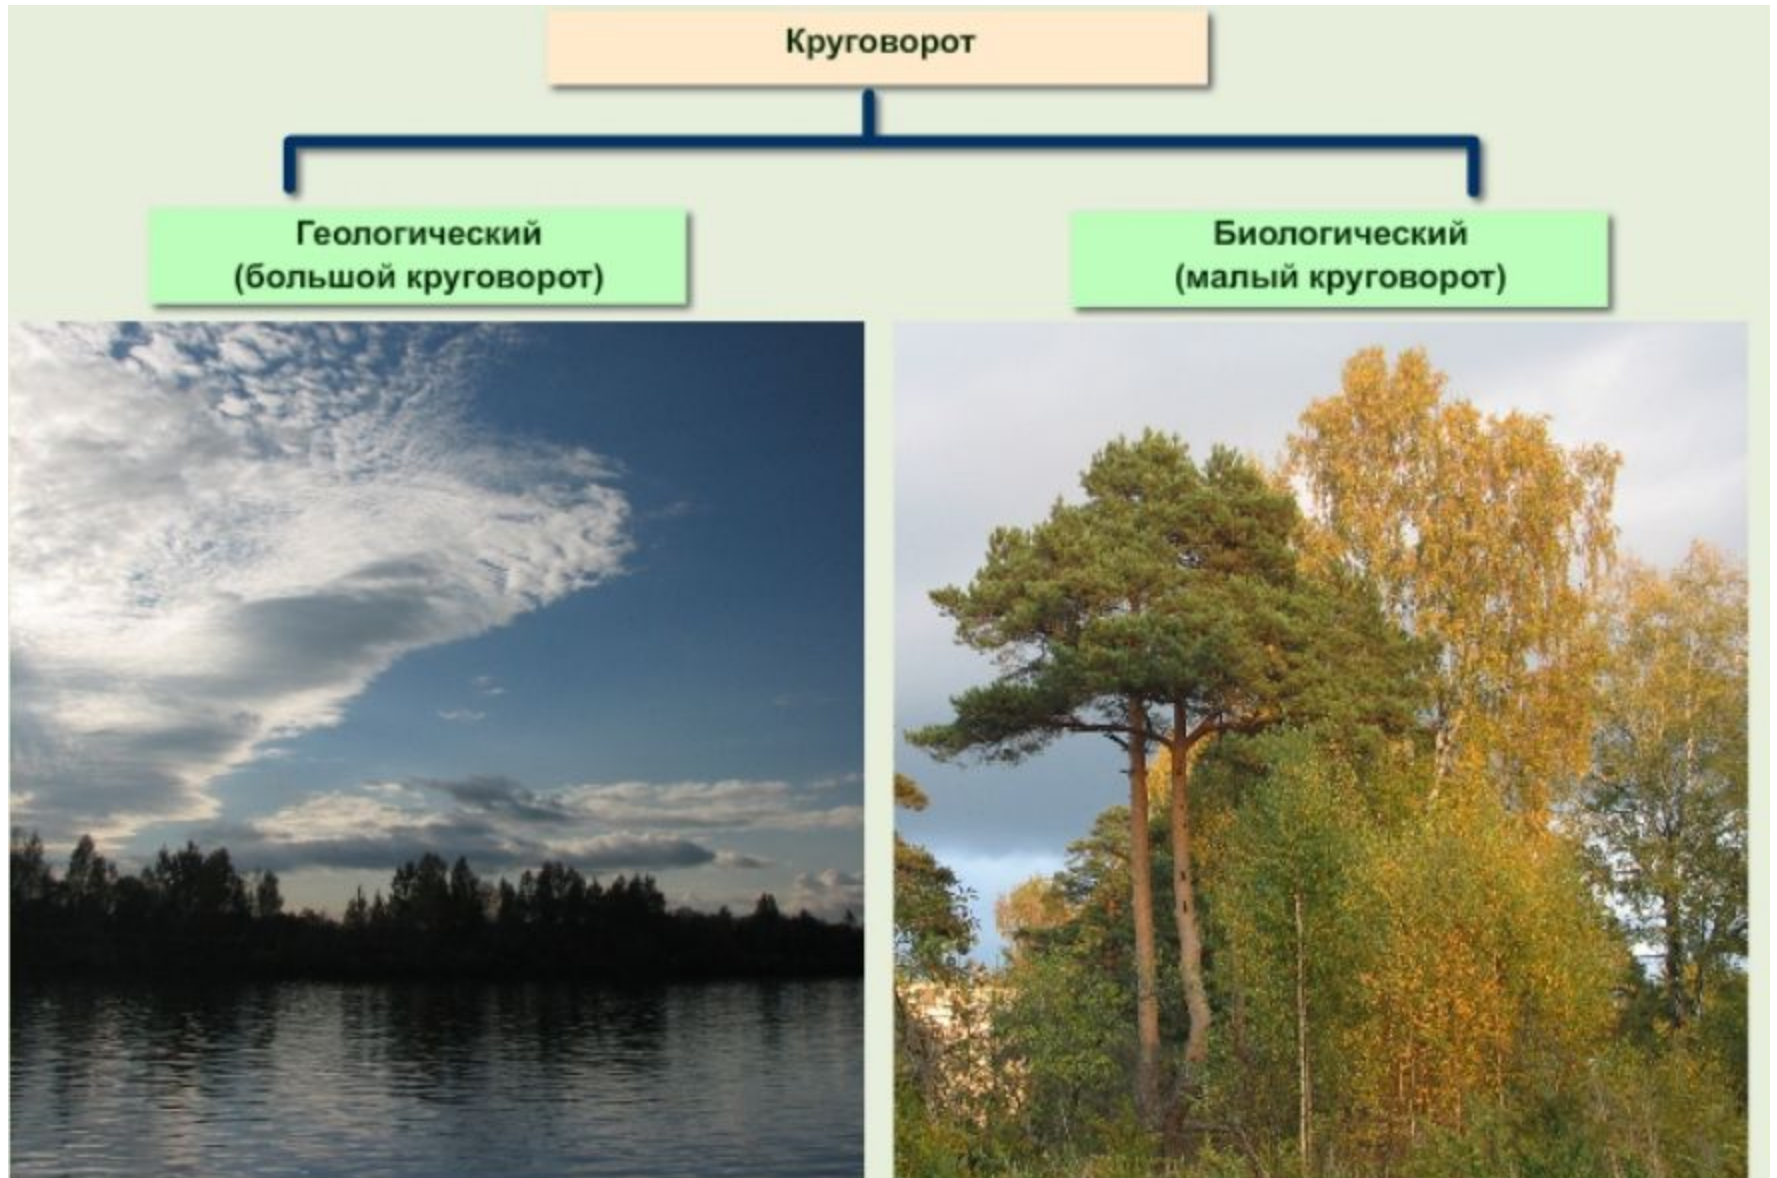 Круговорот
Геологический
(большой круговорот)
Биологический
(малый круговорот)